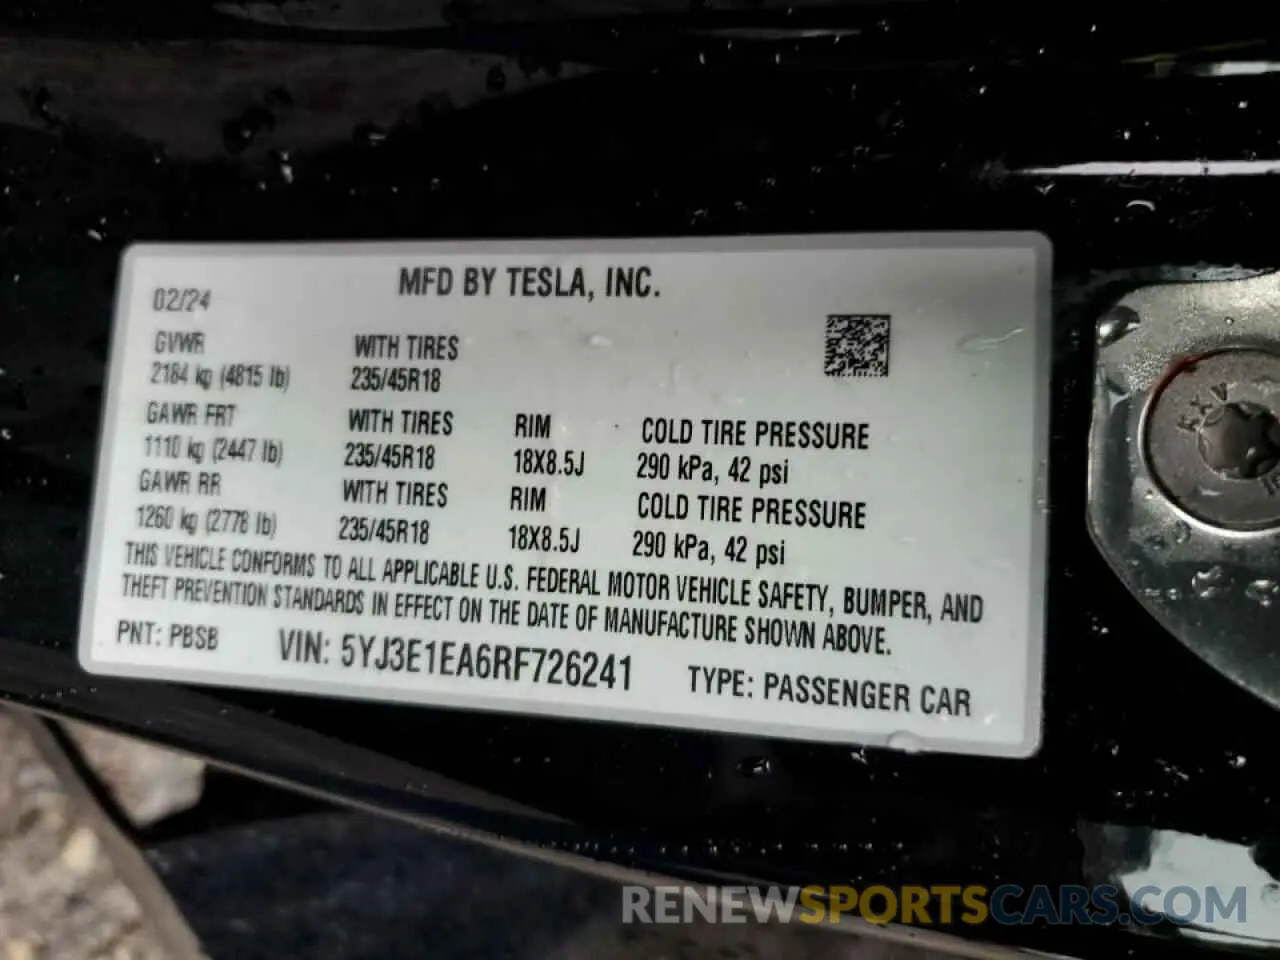 MFD BY TESLA, INC.
02/24
GVWR WITH TIRES
2184 kg (4815 lb) 235/45R18
GAWR FRT WITH TIRES RIM COLD TIRE PRESSURE
1110 kg (2447 lb) 235/45R18 18X8.5J 290 kPa, 42 psi
GAWR RR WITH TIRES RIM COLD TIRE PRESSURE
1260 kg (2778 lb) 235/45R18 18X8.5J 290 kPa, 42 psi
THIS VEHICLE CONFORMS TO ALL APPLICABLE U.S. FEDERAL MOTOR VEHICLE SAFETY, BUMPER, AND
THEFT PREVENTION STANDARDS IN EFFECT ON THE DATE OF MANUFACTURE SHOWN ABOVE.
PNT: PBSB VIN: 5YJ3E1EA6RF726241 TYPE: PASSENGER CAR
RENEWSPORTSCARS.COM